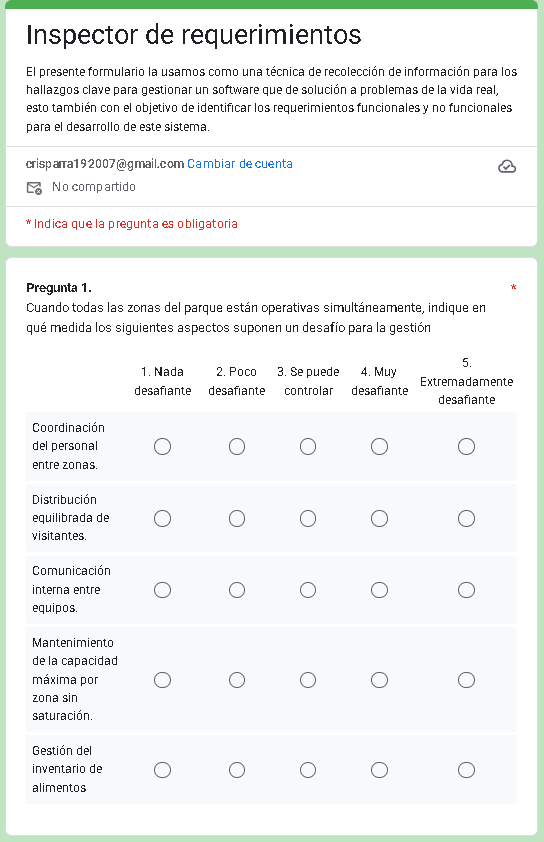 Inspector de requerimientos
El presente formulario la usamos como una técnica de recolección de información para los
hallazgos clave para gestionar un software que de solución a problemas de la vida real,
esto también con el objetivo de identificar los requerimientos funcionales y no funcionales
para el desarrollo de este sistema.
crisparra192007@gmail.com Cambiar de cuenta
No compartido
* Indica que la pregunta es obligatoria
Pregunta 1. *
Cuando todas las zonas del parque están operativas simultáneamente, indique en
qué medida los siguientes aspectos suponen un desafío para la gestión
1. Nada desafiante
2. Poco desafiante
3. Se puede controlar
4. Muy desafiante
5. Extremadamente desafiante
Coordinación
del personal
entre zonas.
Distribución
equilibrada de
visitantes.
Comunicación
interna entre
equipos.
Mantenimiento
de la capacidad
máxima por
zona sin
saturación.
Gestión del
inventario de
alimentos